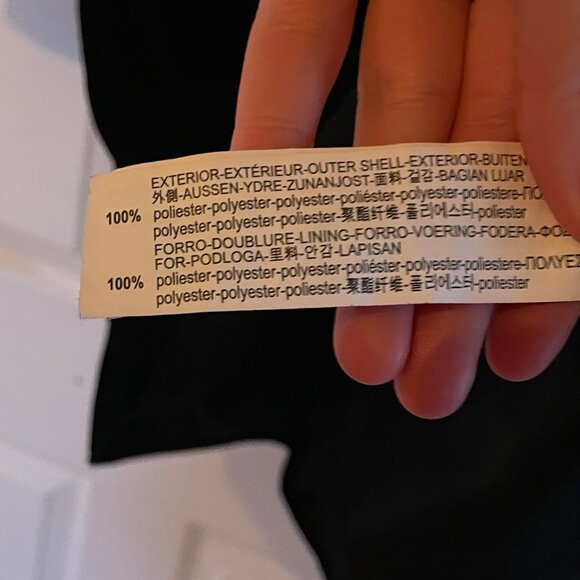 EXTERIOR-EXTÉRIEUR-OUTER SHELL-EXTERIOR-BUITEN
外側-AUSSEN-YDRE-ZUNANJOST-面料-겉감-BAGIAN LUAR
100% poliester-polyester-polyester-poliéster-polyester-poliestere-ΠΟ
polyester-polyester-poliester-聚酯纤维-폴리에스터-poliester
FORRO-DOUBLURE-LINING-FORRO-VOERING-FODERA-ΦΟΔ
FOR-PODLOGA-里料-안감-LAPISAN
100% poliester-polyester-polyester-poliéster-polyester-poliestere-ΠΟΛΥΕΣ
polyester-polyester-poliester-聚酯纤维-폴리에스터-poliester